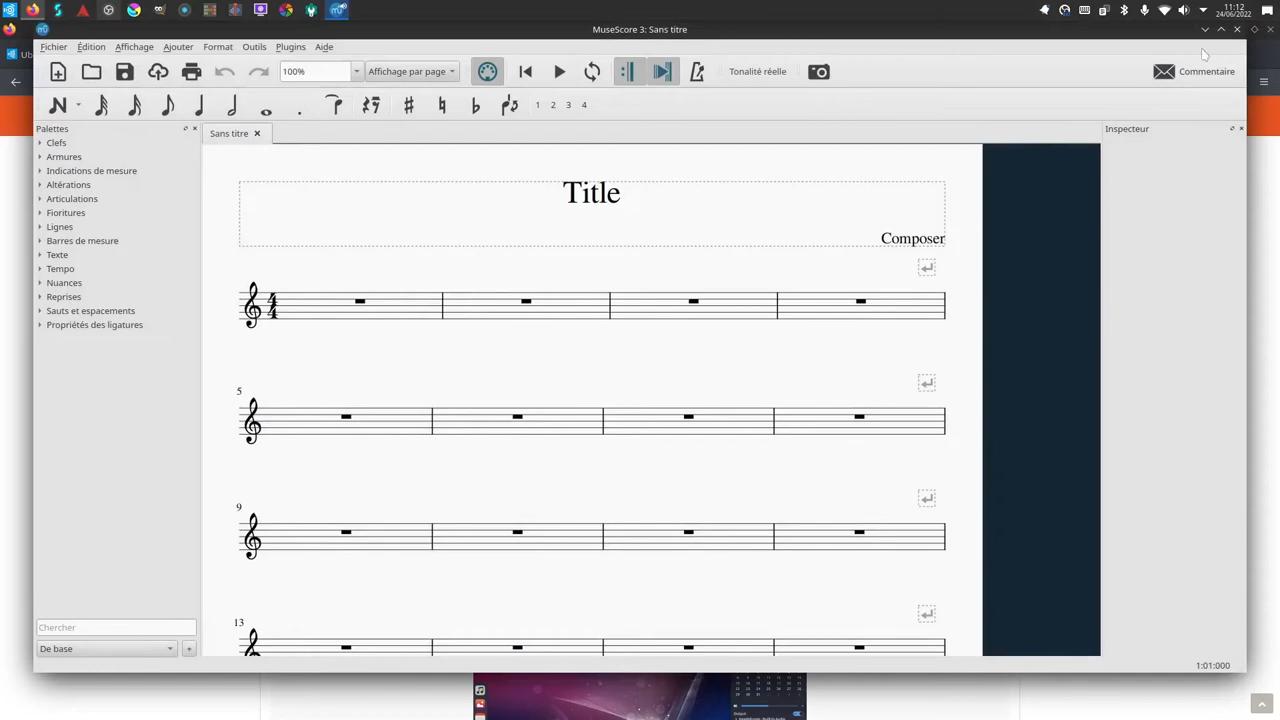 11:12
24/06/2022
MuseScore 3: Sans titre
Ub
Fichier Édition Affichage Ajouter Format Outils Plugins Aide
100% Affichage par page Tonalité réelle Commentaire
1 2 3 4
Palettes
Sans titre
Inspecteur
Clefs
Armures
Indications de mesure
Altérations
Articulations
Fioritures
Lignes
Barres de mesure
Texte
Tempo
Nuances
Reprises
Sauts et espacements
Propriétés des ligatures
Title
Composer
4
4
5
9
13
Chercher
De base
1:01:000